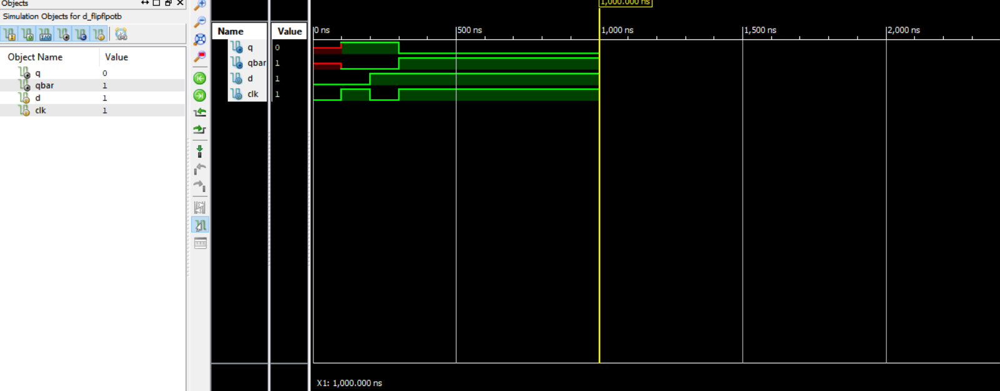 Objects
Simulation Objects for d_flipflpotb
Object Name Value
q 0
qbar 1
d 1
clk 1
Name Value
q 0
qbar 1
d 1
clk 1
1,000.000 ns
0 ns 500 ns 1,000 ns 1,500 ns 2,000 ns
X1: 1,000.000 ns